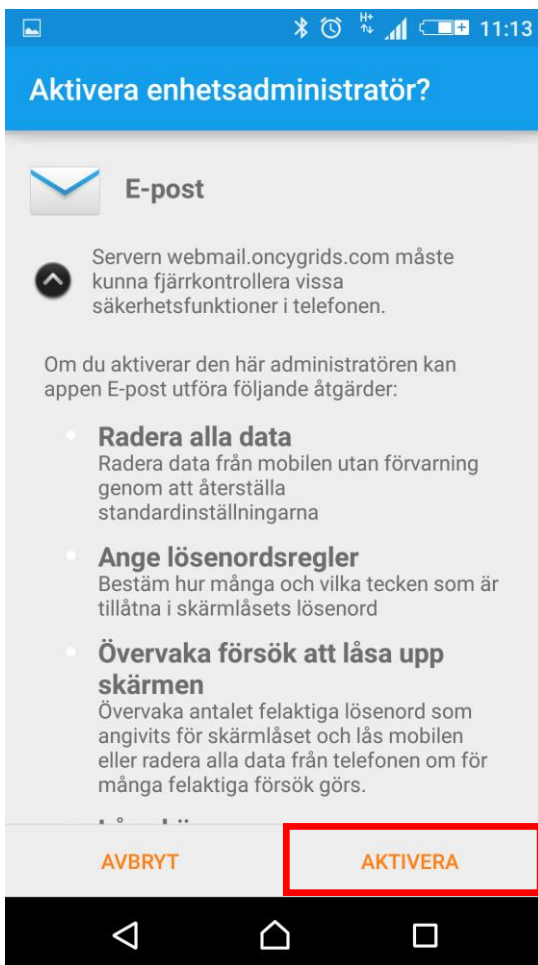 H+ 11:13
Aktivera enhetsadministratör?
E-post
Servern webmail.oncygrids.com måste
kunna fjärrkontrollera vissa
säkerhetsfunktioner i telefonen.
Om du aktiverar den här administratören kan
appen E-post utföra följande åtgärder:
Radera alla data
Radera data från mobilen utan förvarning
genom att återställa
standardinställningarna
Ange lösenordsregler
Bestäm hur många och vilka tecken som är
tillåtna i skärmlåsets lösenord
Övervaka försök att låsa upp
skärmen
Övervaka antalet felaktiga lösenord som
angivits för skärmlåset och lås mobilen
eller radera alla data från telefonen om för
många felaktiga försök görs.
AVBRYT AKTIVERA